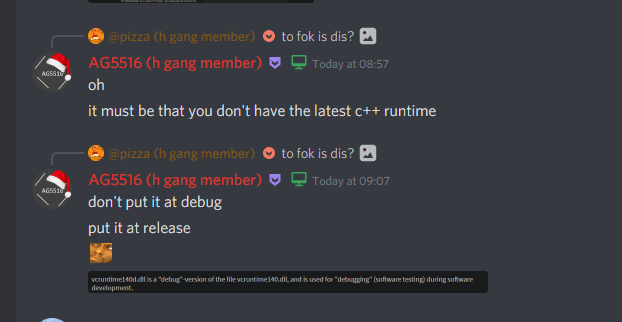 @pizza (h gang member) to fok is dis?
AG5516 (h gang member) Today at 08:57
AG5516
oh
it must be that you don't have the latest c++ runtime
@pizza (h gang member) to fok is dis?
AG5516 (h gang member) Today at 09:07
AG5516
don't put it at debug
put it at release
vcruntime140d.dll is a "debug"-version of the file vcruntime140.dll, and is used for "debugging" (software testing) during software
development.